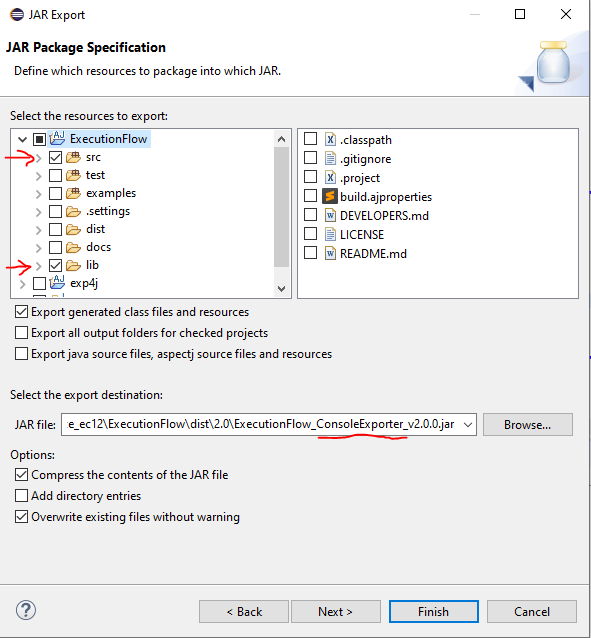 JAR Export
JAR Package Specification
Define which resources to package into which JAR.
Select the resources to export:
AJ ExecutionFlow
src
test
examples
.settings
dist
docs
lib
AJ exp4j
.classpath
.gitignore
.project
build.ajproperties
DEVELOPERS.md
LICENSE
README.md
Export generated class files and resources
Export all output folders for checked projects
Export java source files, aspectj source files and resources
Select the export destination:
JAR file: e_ec12\ExecutionFlow\dist\2.0\ExecutionFlow_ConsoleExporter_v2.0.0.jar Browse...
Options:
Compress the contents of the JAR file
Add directory entries
Overwrite existing files without warning
? < Back Next > Finish Cancel